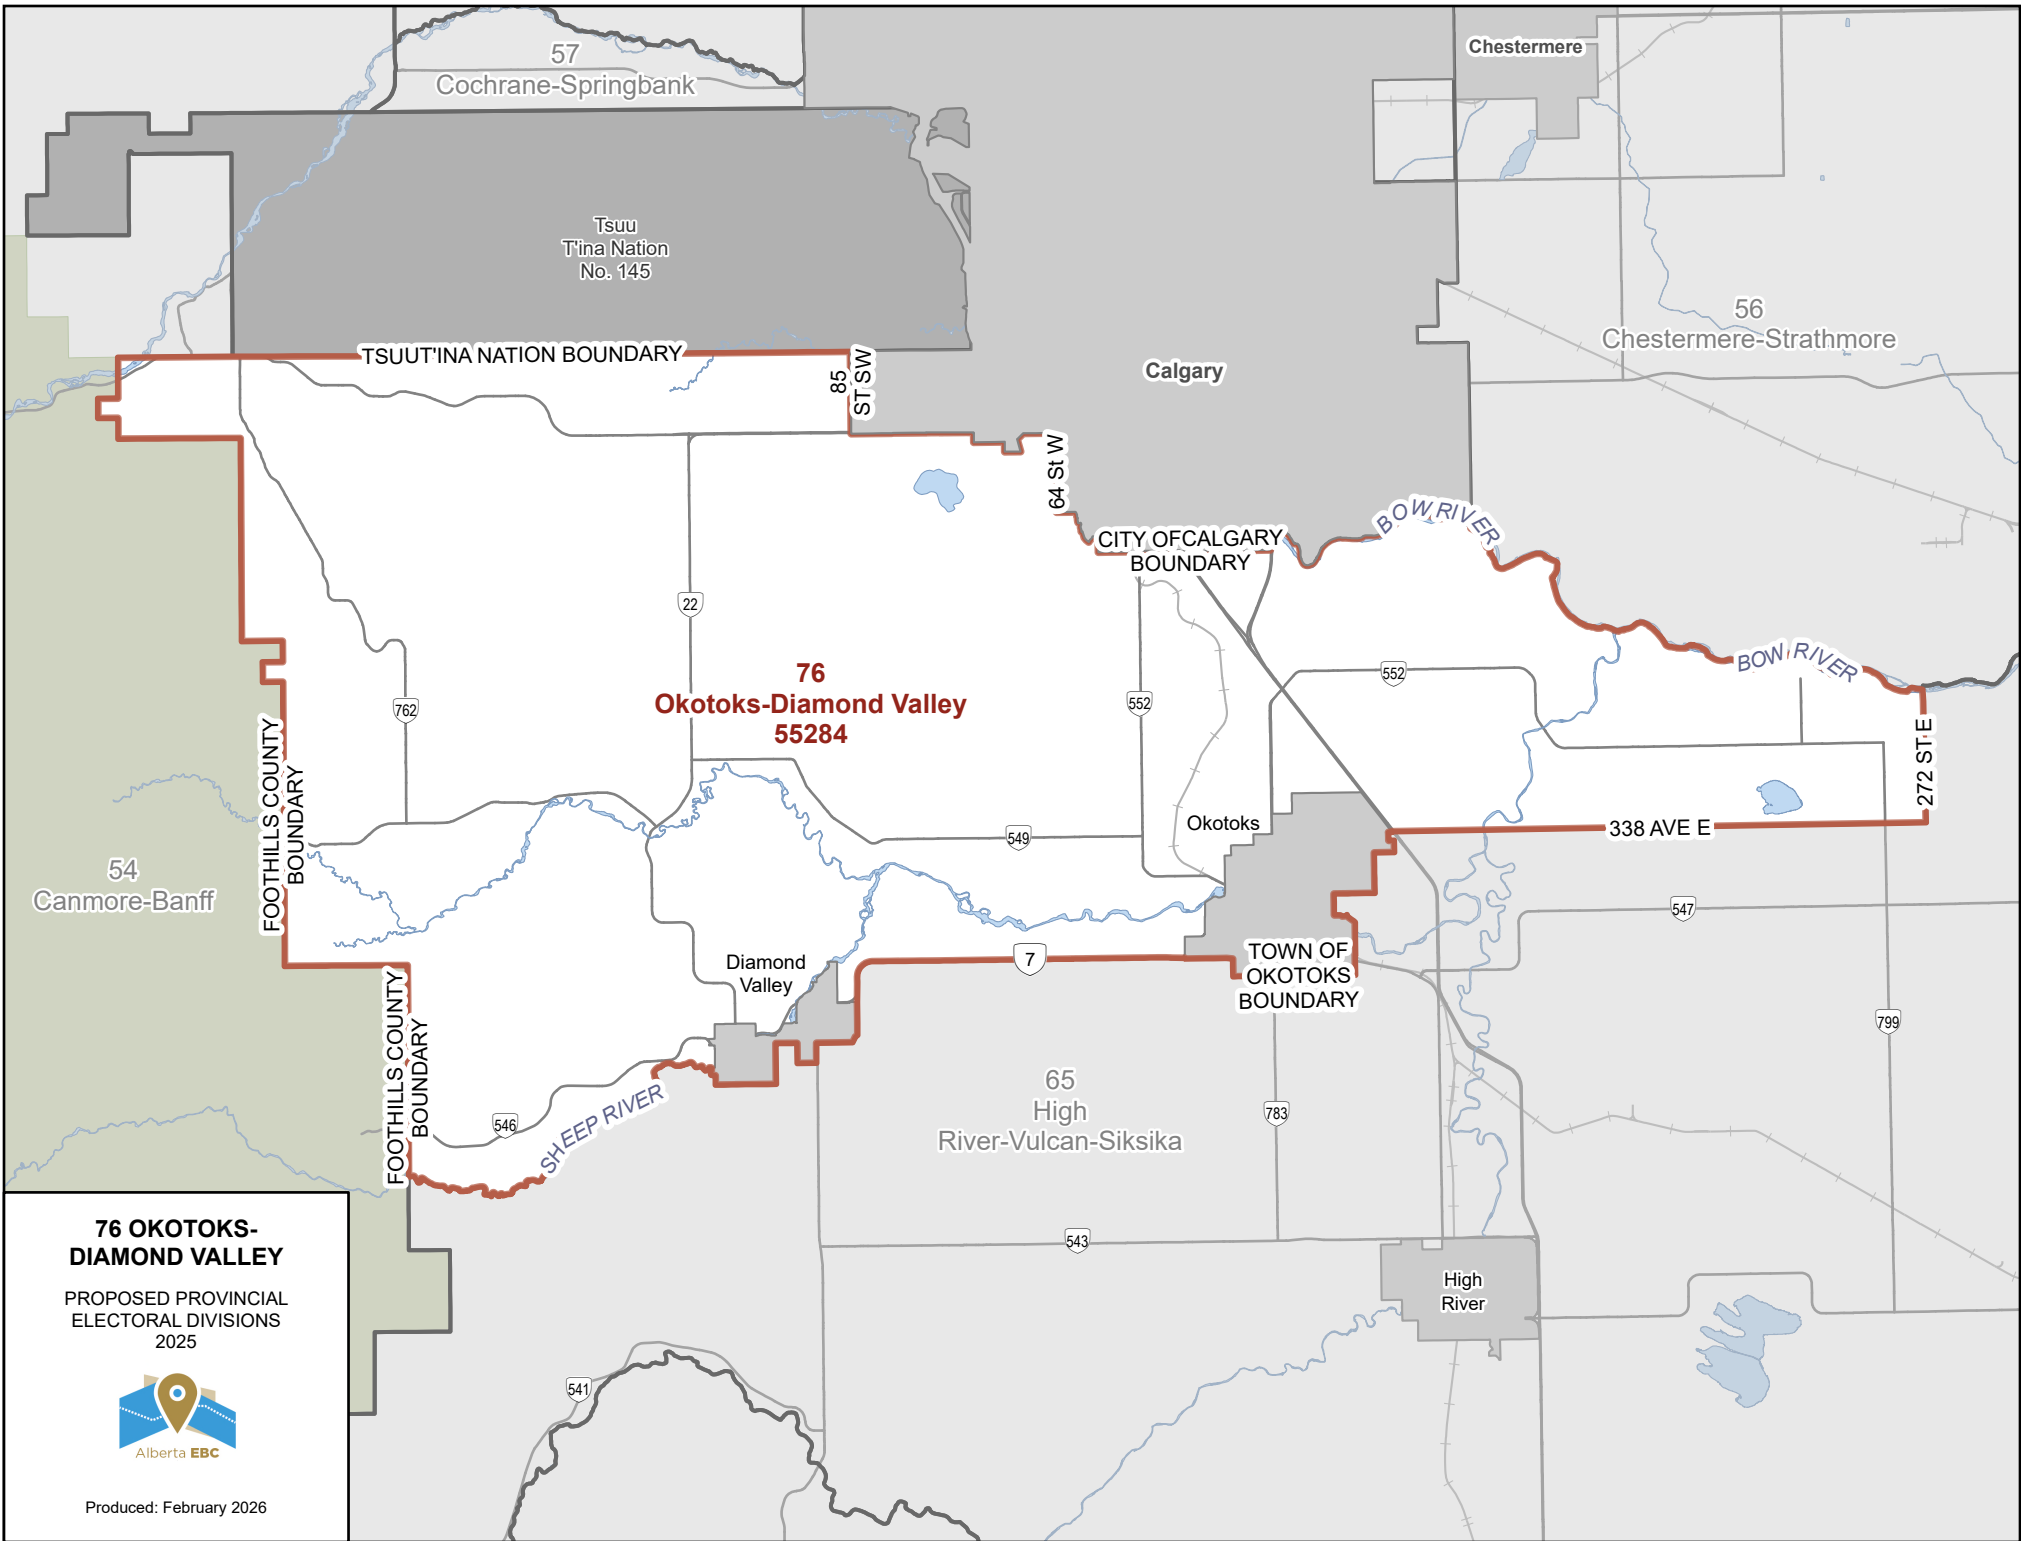 57
Cochrane-Springbank
Chestermere
Tsuu
T'ina Nation
No. 145
56
Chestermere-Strathmore
TSUUT'INA NATION BOUNDARY
85
ST SW
Calgary
64 St W
BOW RIVER
CITY OFCALGARY
BOUNDARY
22
BOW RIVER
76
Okotoks-Diamond Valley
55284
552
552
762
FOOTHILLS COUNTY
BOUNDARY
272 ST E
Okotoks
338 AVE E
549
54
Canmore-Banff
547
Diamond
Valley
7
TOWN OF
OKOTOKS
BOUNDARY
FOOTHILLS COUNTY
BOUNDARY
799
546
SHEEP RIVER
65
High
River-Vulcan-Siksika
783
543
High
River
541
76 OKOTOKS-
DIAMOND VALLEY
PROPOSED PROVINCIAL
ELECTORAL DIVISIONS
2025
Alberta EBC
Produced: February 2026